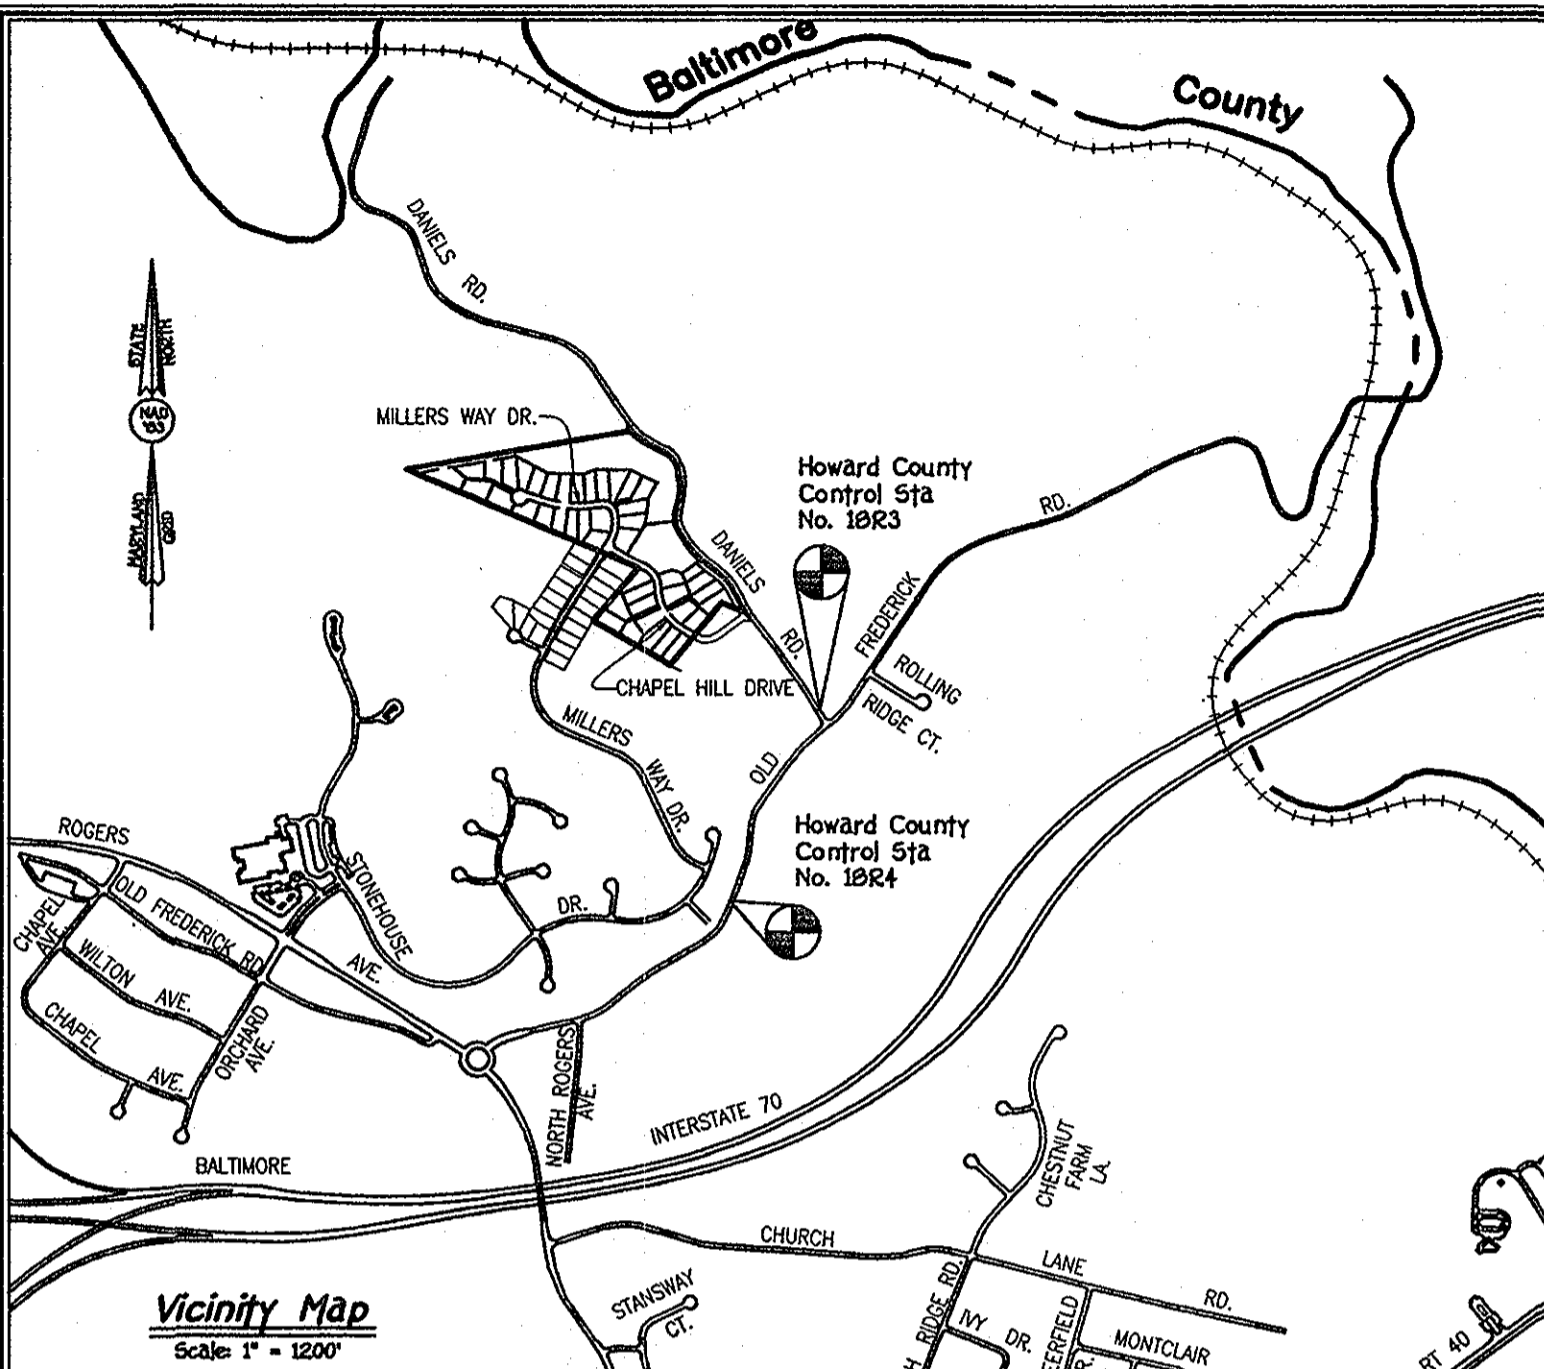 Baltimore
County
DANIELS RD.
STATE
NORTH
NAD
'83
MARYLAND
GRID
MILLERS WAY DR.
Howard County
Control Sta
No. 18R3
DANIELS
RD.
FREDERICK
RD.
ROLLING
RIDGE CT.
CHAPEL HILL DRIVE
MILLERS
WAY DR.
OLD
Howard County
Control Sta
No. 18R4
ROGERS
STONEHOUSE
DR.
OLD FREDERICK RD.
AVE.
CHAPEL
AVE.
WILTON AVE.
CHAPEL
AVE.
ORCHARD
AVE.
NORTH ROGERS
AVE.
INTERSTATE 70
BALTIMORE
CHESTNUT
FARM
LA.
CHURCH
LANE
RD.
STANSWAY
CT.
RIDGE RD.
IVY DR.
MONTCLAIR
RT 40
Vicinity Map
Scale: 1" = 1200'